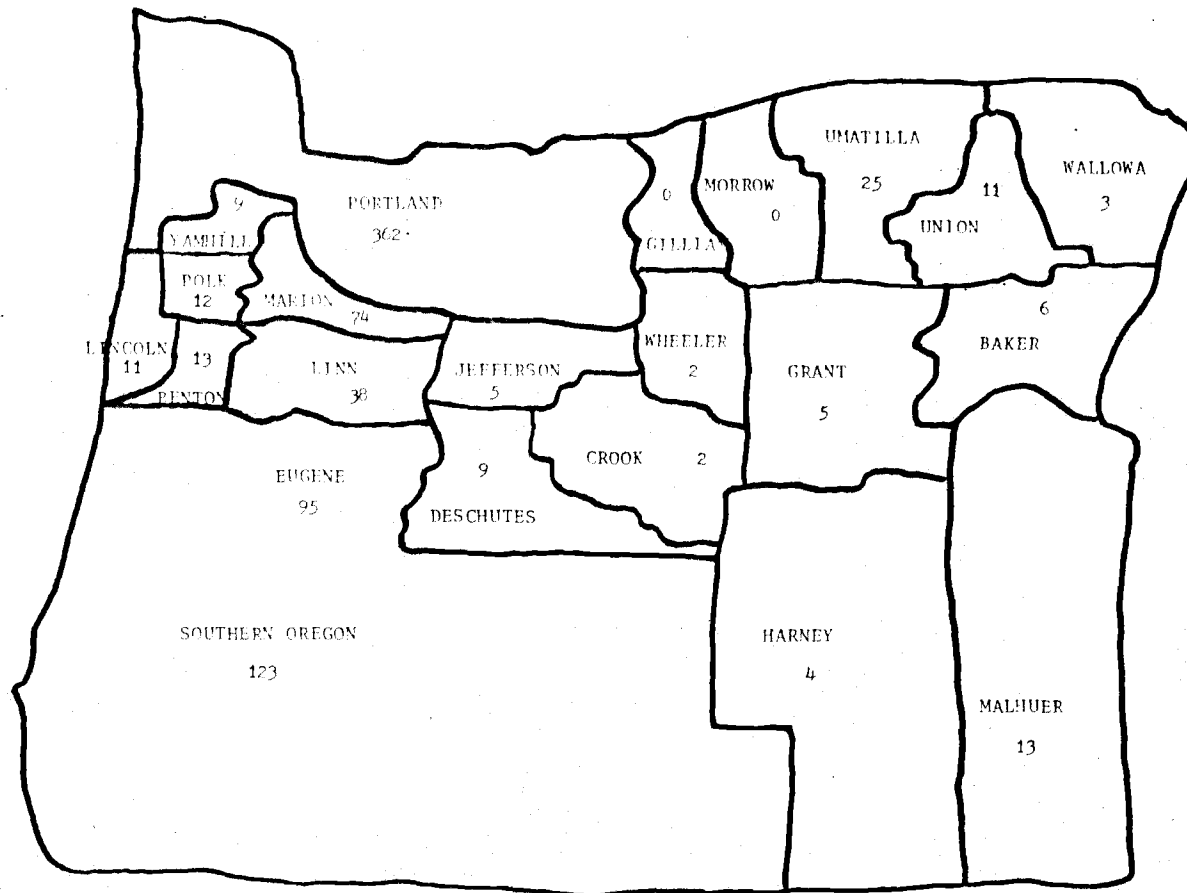 UMATILLA
25
WALLOWA
3
11
UNION
MORROW
0
0
GILLIA
PORTLAND
362
9
YAMHILL
POLK
12
MARION
74
LINCOLN
11
13
BENTON
LINN
38
JEFFERSON
5
WHEELER
2
GRANT
5
6
BAKER
EUGENE
95
9
DESCHUTES
CROOK 2
SOUTHERN OREGON
123
HARNEY
4
MALHUER
13